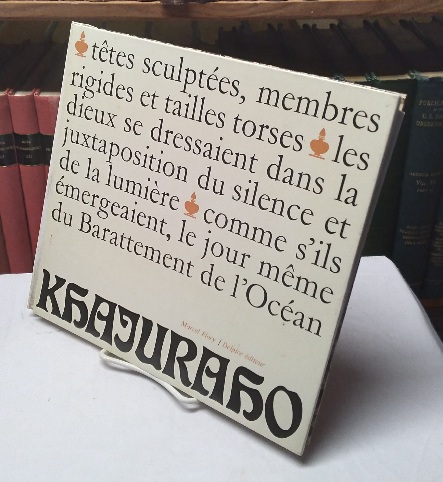 têtes sculptées, membres
rigides et tailles torses les
dieux se dressaient dans la
juxtaposition du silence et
de la lumière comme s'ils
émergeaient, le jour même
du Barattement de l'Océan
Marcel Flory | Delpire éditeur
KHAJURAHO